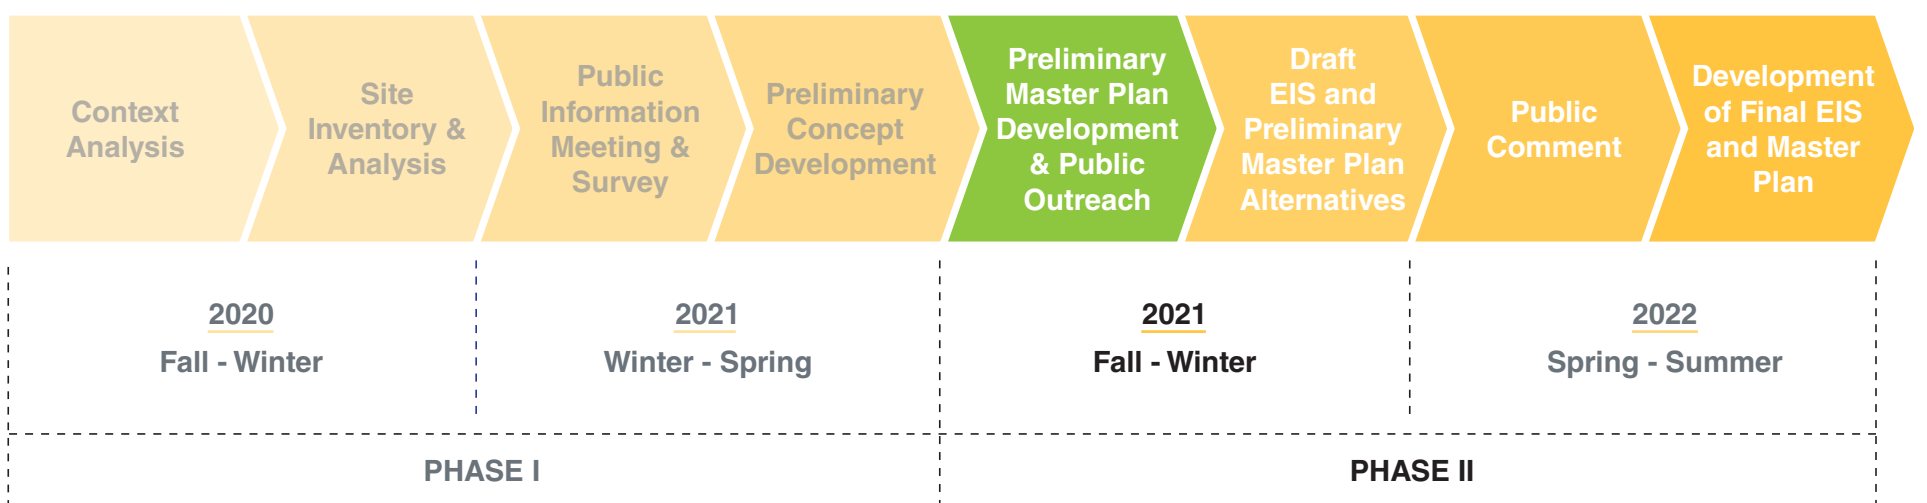 Context
Analysis
Site
Inventory &
Analysis
Public
Information
Meeting &
Survey
Preliminary
Concept
Development
Preliminary
Master Plan
Development
& Public
Outreach
Draft
EIS and
Preliminary
Master Plan
Alternatives
Public
Comment
Development
of Final EIS
and Master
Plan
2020
Fall - Winter
2021
Winter - Spring
2021
Fall - Winter
2022
Spring - Summer
PHASE I
PHASE II